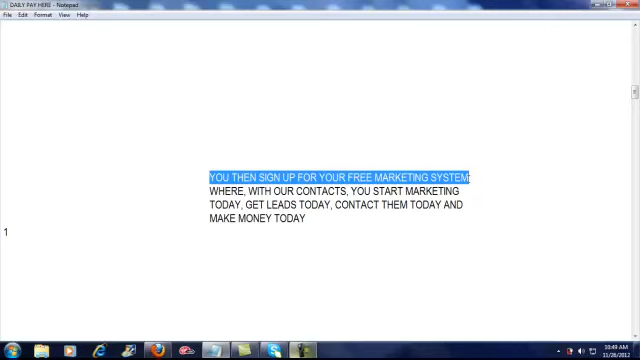 DAILY PAY HERE - Notepad
File Edit Format View Help
YOU THEN SIGN UP FOR YOUR FREE MARKETING SYSTEM
WHERE, WITH OUR CONTACTS, YOU START MARKETING
TODAY, GET LEADS TODAY, CONTACT THEM TODAY AND
MAKE MONEY TODAY
1
10:49 AM
11/26/2012